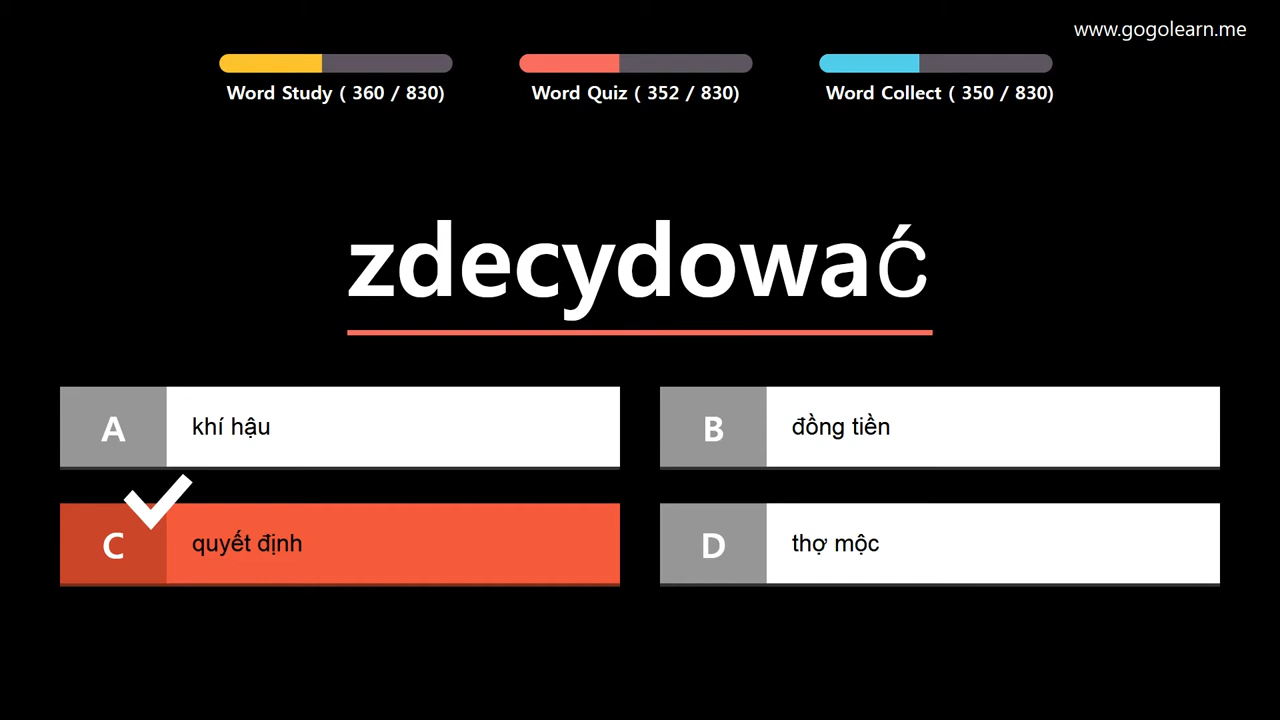 www.gogolearn.me
Word Study ( 360 / 830)
Word Quiz ( 352 / 830)
Word Collect ( 350 / 830)
zdecydować
A khí hậu
B đồng tiền
C quyết định
D thợ mộc